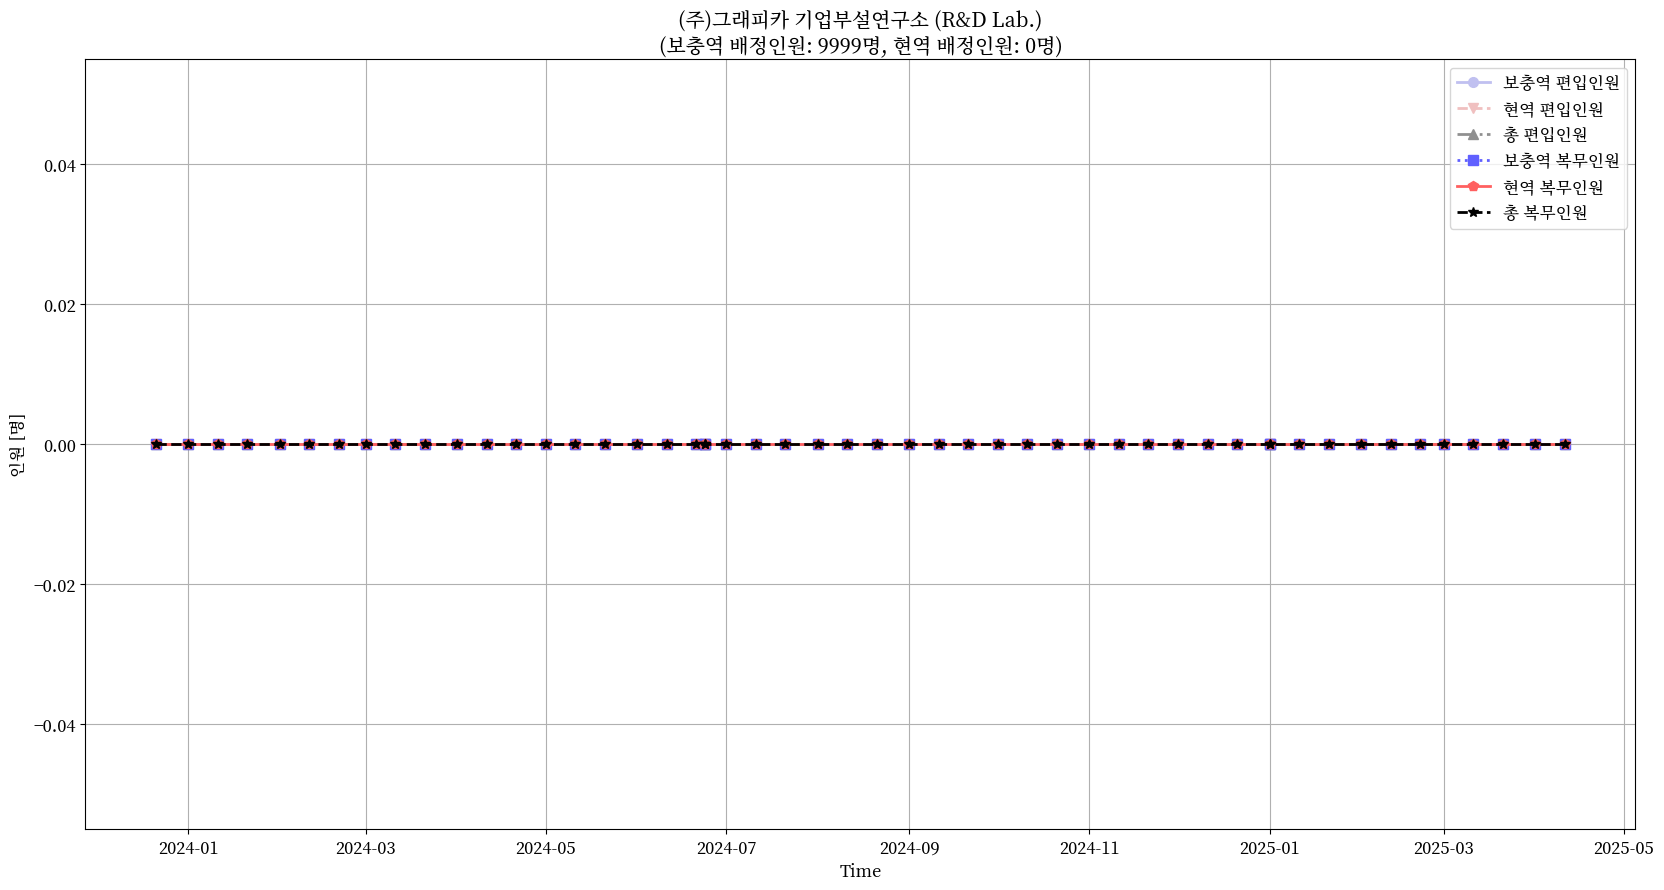 (주)그래피카 기업부설연구소 (R&D Lab.)
(보충역 배정인원: 9999명, 현역 배정인원: 0명)
보충역 편입인원
현역 편입인원
총 편입인원
보충역 복무인원
현역 복무인원
총 복무인원
인원 [명]
0.04
0.02
0.00
−0.02
−0.04
2024-01
2024-03
2024-05
2024-07
2024-09
2024-11
2025-01
2025-03
2025-05
Time